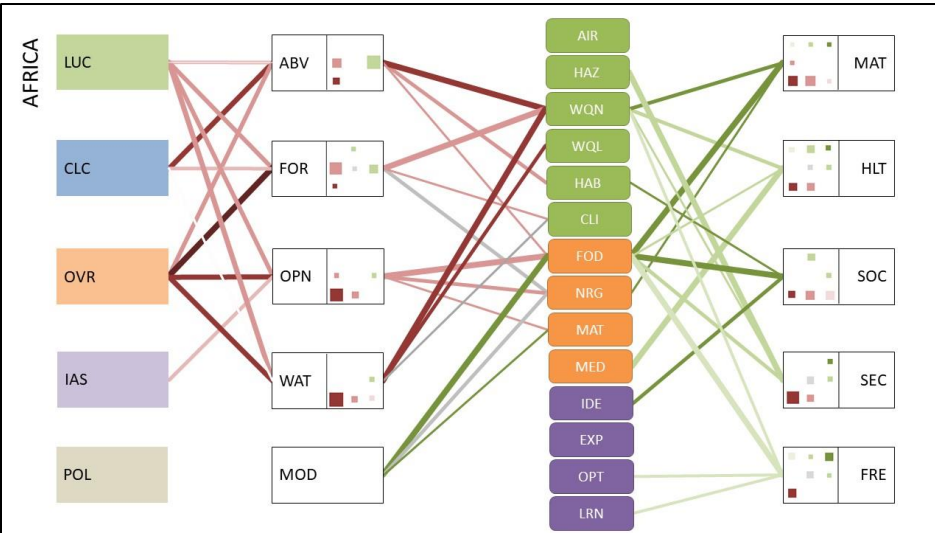 AFRICA
LUC
CLC
OVR
IAS
POL
ABV
FOR
OPN
WAT
MOD
AIR
HAZ
WQN
WQL
HAB
CLI
FOD
NRG
MAT
MED
IDE
EXP
OPT
LRN
MAT
HLT
SOC
SEC
FRE